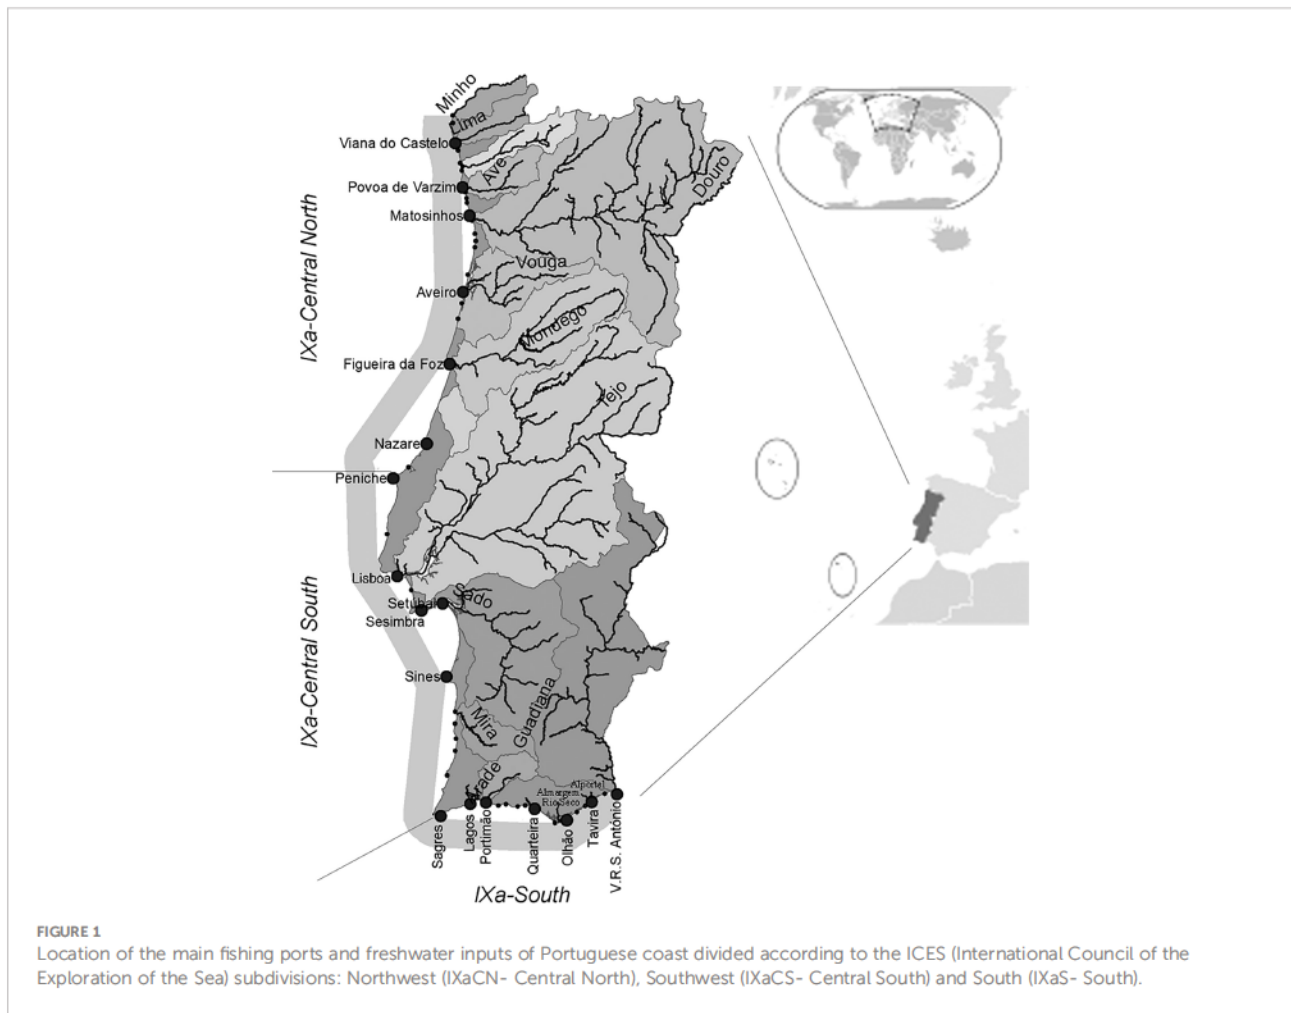 Minho
Lima
Viana do Castelo
Ave
Povoa de Varzim
Douro
Matosinhos
IXa-Central North
Vouga
Aveiro
Mondego
Figueira da Foz
Tejo
Nazare
Peniche
Lisboa
Sado
Setubal
Sesimbra
IXa-Central South
Sines
Mira
Guadiana
Arade
Alportel
Almargem
Rio Seco
Sagres
Lagos
Portimão
Quarteira
Olhão
Tavira
V.R.S. António
IXa-South
FIGURE 1
Location of the main fishing ports and freshwater inputs of Portuguese coast divided according to the ICES (International Council of the
Exploration of the Sea) subdivisions: Northwest (IXaCN- Central North), Southwest (IXaCS- Central South) and South (IXaS- South).